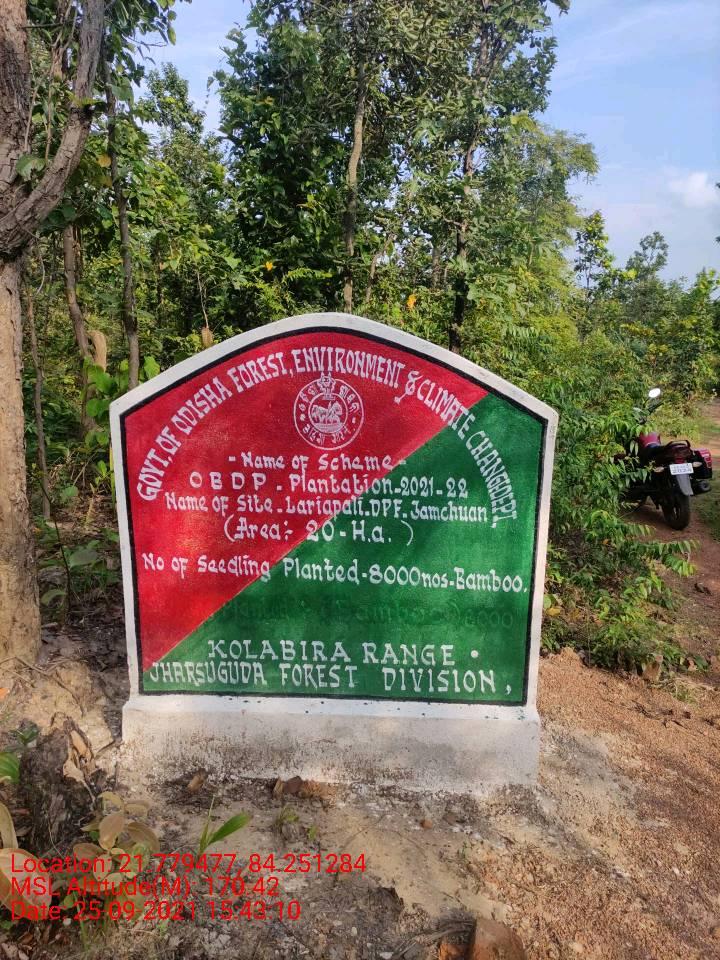 GOVT. OF ODISHA FOREST, ENVIRONMENT & CLIMATE CHANGDEPT.
- Name of Scheme -
OBDP - Plantation-2021-22
Name of Site - Lariapali.DPF. Jamchuan
(Area:- 20-H.a. )
No of Seedling Planted-8000nos-Bamboo.
KOLABIRA RANGE.
JHARSUGUDA FOREST DIVISION,
Location: 21.779477, 84.251284
MSL Altitude(M): 170.42
Date: 25-09-2021 15:43:10